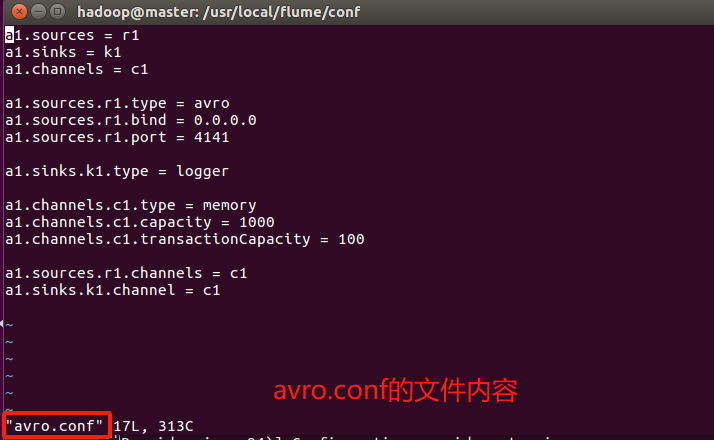 hadoop@master: /usr/local/flume/conf
a1.sources = r1
a1.sinks = k1
a1.channels = c1
a1.sources.r1.type = avro
a1.sources.r1.bind = 0.0.0.0
a1.sources.r1.port = 4141
a1.sinks.k1.type = logger
a1.channels.c1.type = memory
a1.channels.c1.capacity = 1000
a1.channels.c1.transactionCapacity = 100
a1.sources.r1.channels = c1
a1.sinks.k1.channel = c1
~
~
~
~
avro.conf的文件内容
~
~
"avro.conf" 17L, 313C